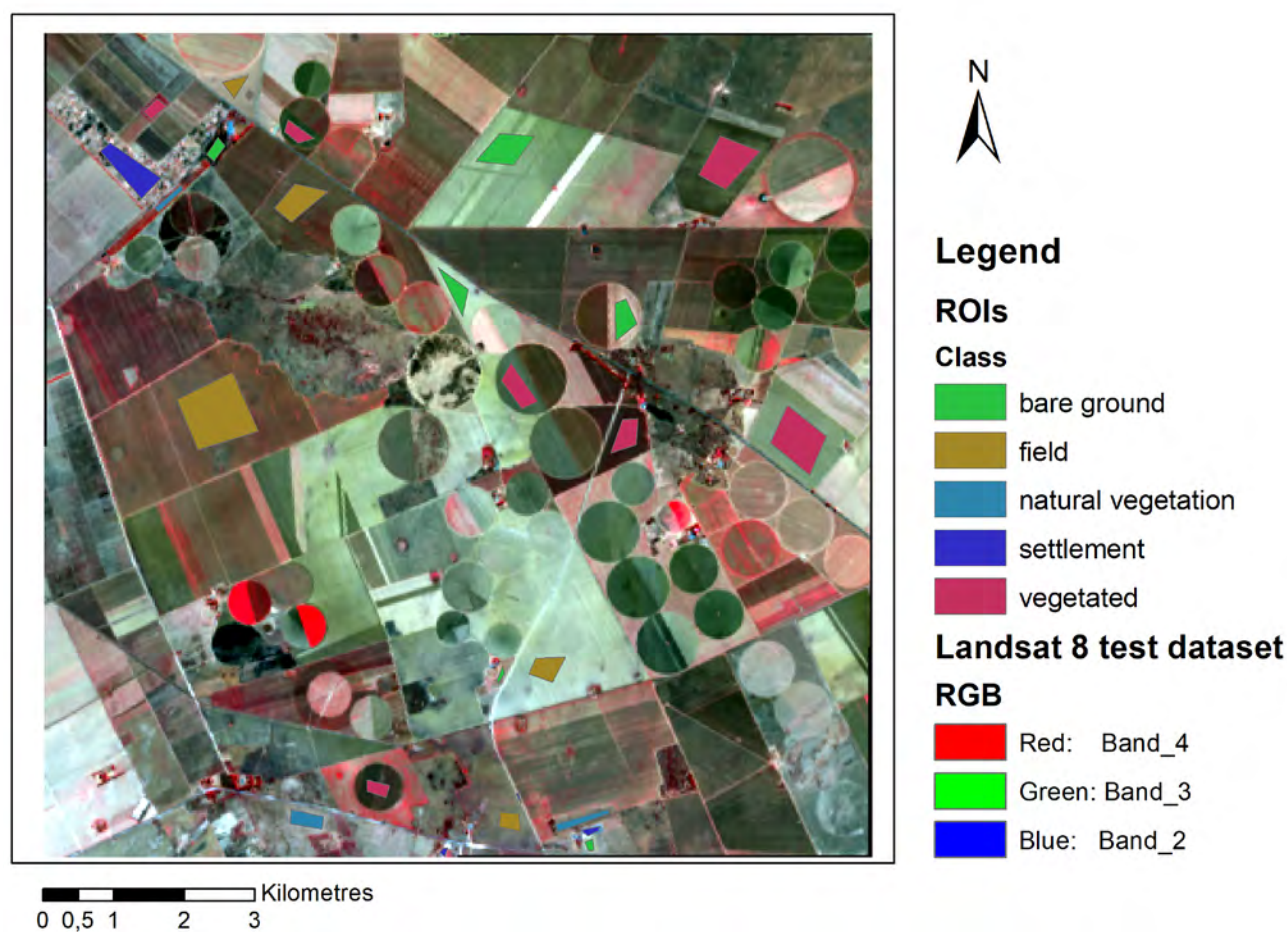 N
Legend
ROIs
Class
bare ground
field
natural vegetation
settlement
vegetated
Landsat 8 test dataset
RGB
Red: Band_4
Green: Band_3
Blue: Band_2
Kilometres
0 0,5 1 2 3